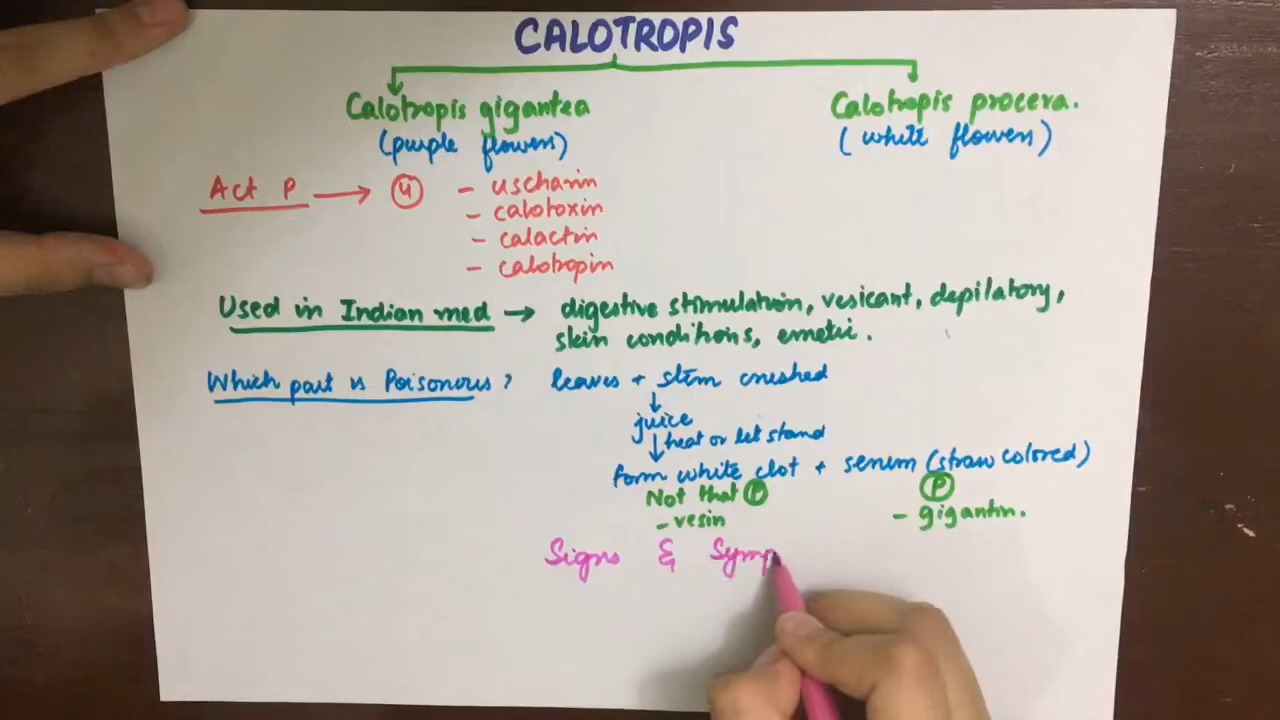 CALOTROPIS
Calotropis gigantea
(purple flowers)
Calotropis procera.
(white flowers)
Act P → 4 - uscharin
- calotoxin
- calactin
- calotropin
Used in Indian med → digestive stimulation, vesicant, depilatory,
skin conditions, emetic.
Which part is Poisonous? leaves + stem crushed
↓
juice
↓ heat or let stand
form white clot + serum (straw colored)
Not that P
- resin
P
- gigantin.
Signs & Symp